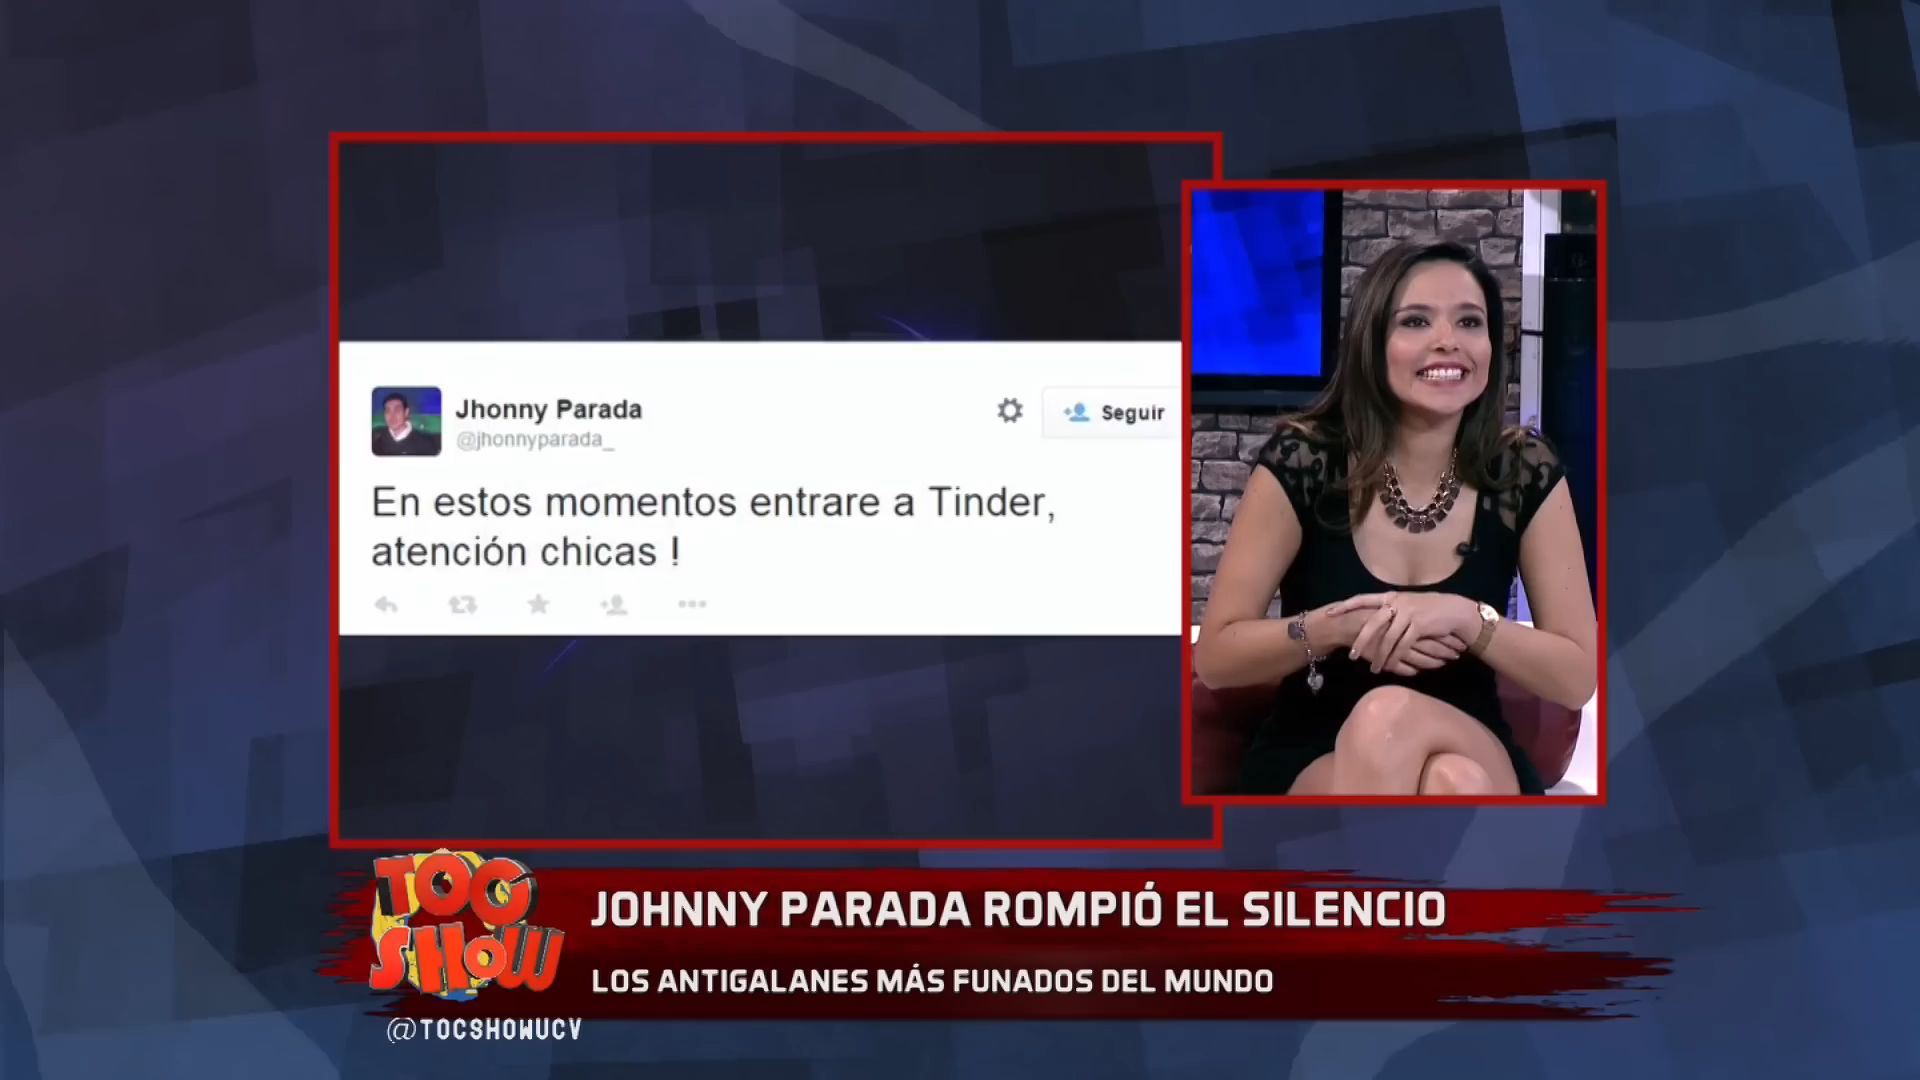 Jhonny Parada
@jhonnyparada_
Seguir
En estos momentos entrare a Tinder,
atención chicas !
TOC
SHOW
JOHNNY PARADA ROMPIÓ EL SILENCIO
LOS ANTIGALANES MÁS FUNADOS DEL MUNDO
@TOCSHOWUCV